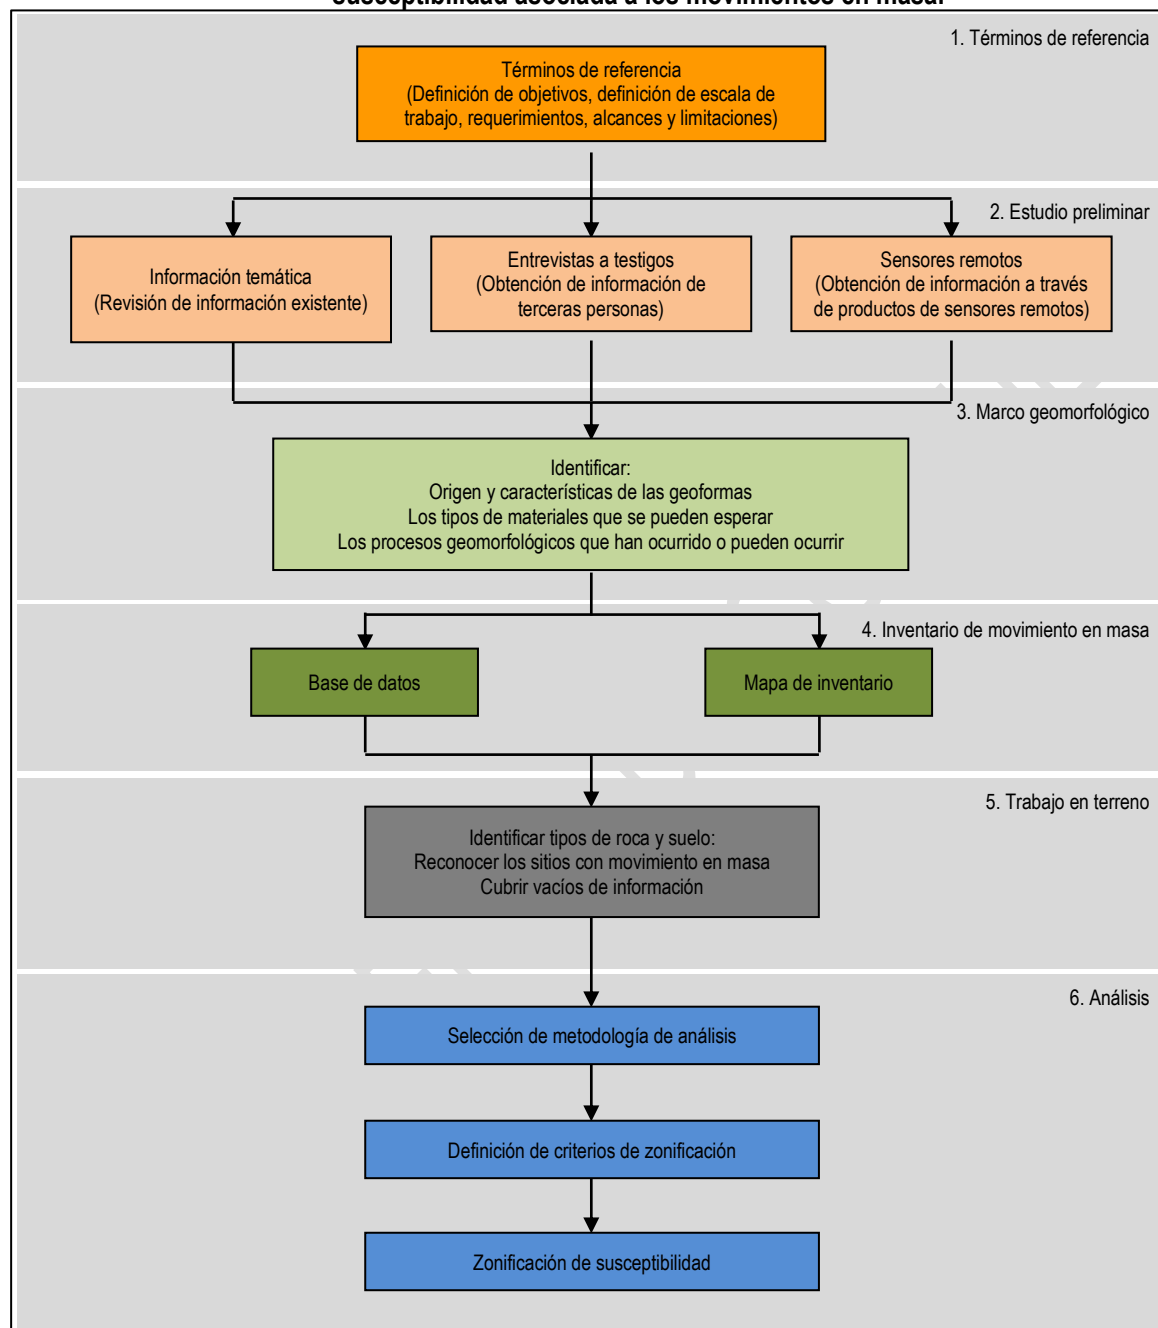 susceptibilidad asociada a los movimientos en masa.
1. Términos de referencia
Términos de referencia
(Definición de objetivos, definición de escala de
trabajo, requerimientos, alcances y limitaciones)
2. Estudio preliminar
Información temática
(Revisión de información existente)
Entrevistas a testigos
(Obtención de información de
terceras personas)
Sensores remotos
(Obtención de información a través
de productos de sensores remotos)
3. Marco geomorfológico
Identificar:
Origen y características de las geoformas
Los tipos de materiales que se pueden esperar
Los procesos geomorfológicos que han ocurrido o pueden ocurrir
4. Inventario de movimiento en masa
Base de datos
Mapa de inventario
5. Trabajo en terreno
Identificar tipos de roca y suelo:
Reconocer los sitios con movimiento en masa
Cubrir vacíos de información
6. Análisis
Selección de metodología de análisis
Definición de criterios de zonificación
Zonificación de susceptibilidad